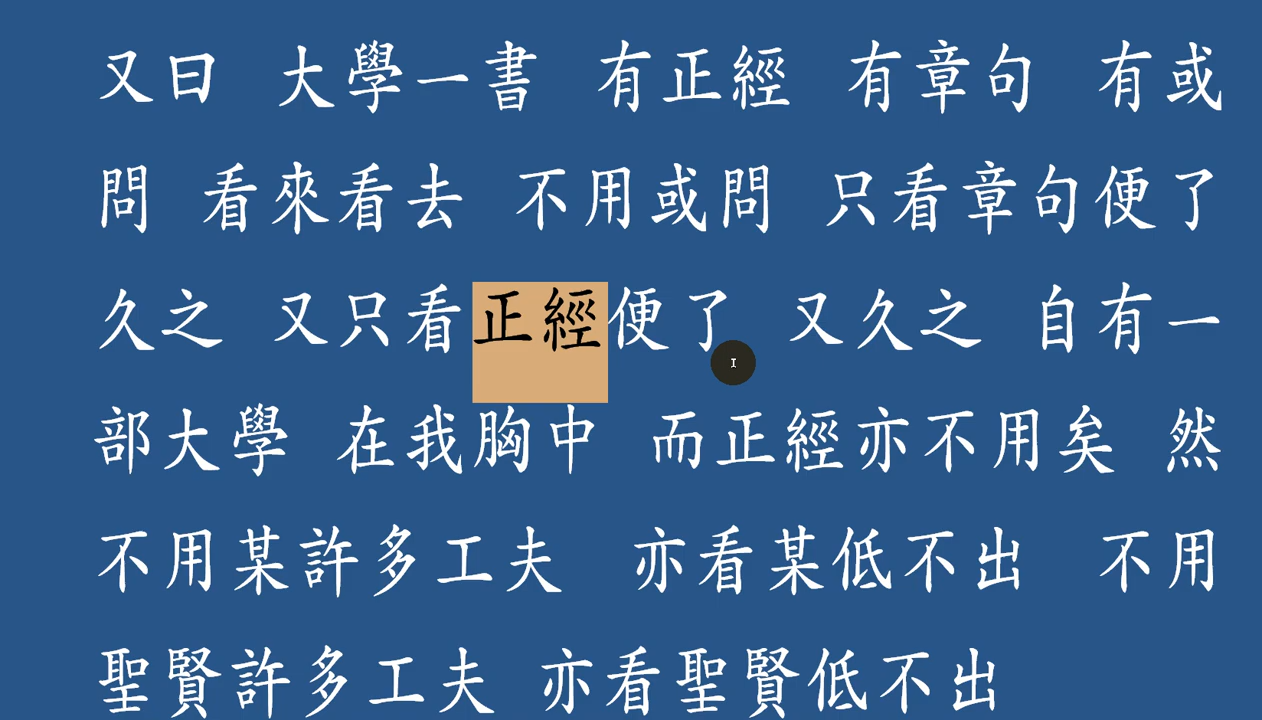 又曰 大學一書 有正經 有章句 有或
問 看來看去 不用或問 只看章句便了
久之 又只看正經便了 又久之 自有一
部大學 在我胸中 而正經亦不用矣 然
不用某許多工夫 亦看某低不出 不用
聖賢許多工夫 亦看聖賢低不出